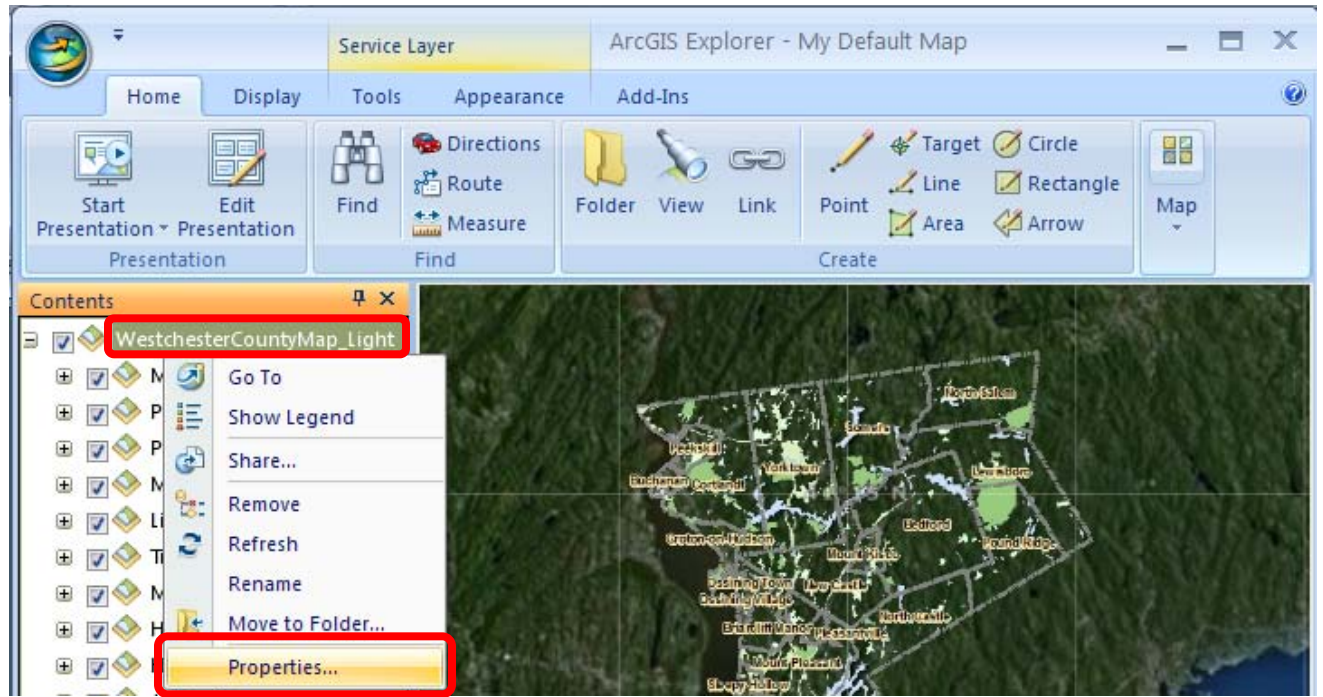 Service Layer
ArcGIS Explorer - My Default Map
Home Display Tools Appearance Add-Ins
Start Presentation
Edit Presentation
Presentation
Find
Directions
Route
Measure
Find
Folder
View
Link
Point
Target
Line
Area
Circle
Rectangle
Arrow
Create
Map
Contents
WestchesterCountyMap_Light
M
P
P
M
Li
Ti
M
H
H
Go To
Show Legend
Share...
Remove
Refresh
Rename
Move to Folder...
Properties...
North Salem
Somers
Peekskill
Yorktown
Lewisboro
Buchanan
Cortlandt
Bedford
Pound Ridge
Croton-on-Hudson
Mount Kisco
Ossining Town
New Castle
Ossining Village
North Castle
Briarcliff Manor
Pleasantville
Mount Pleasant
Sleepy Hollow